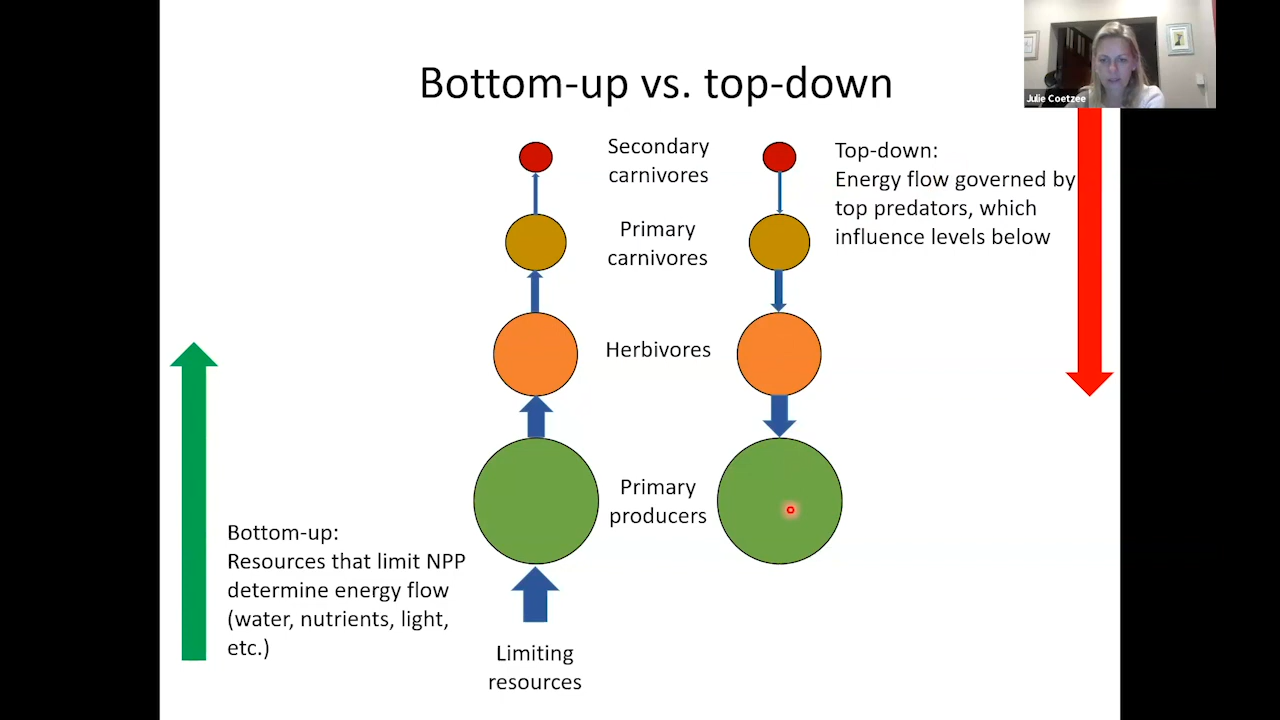 Bottom-up vs. top-down
Julie Coetzee
Secondary
carnivores
Primary
carnivores
Herbivores
Primary
producers
Top-down:
Energy flow governed by
top predators, which
influence levels below
Bottom-up:
Resources that limit NPP
determine energy flow
(water, nutrients, light,
etc.)
Limiting
resources